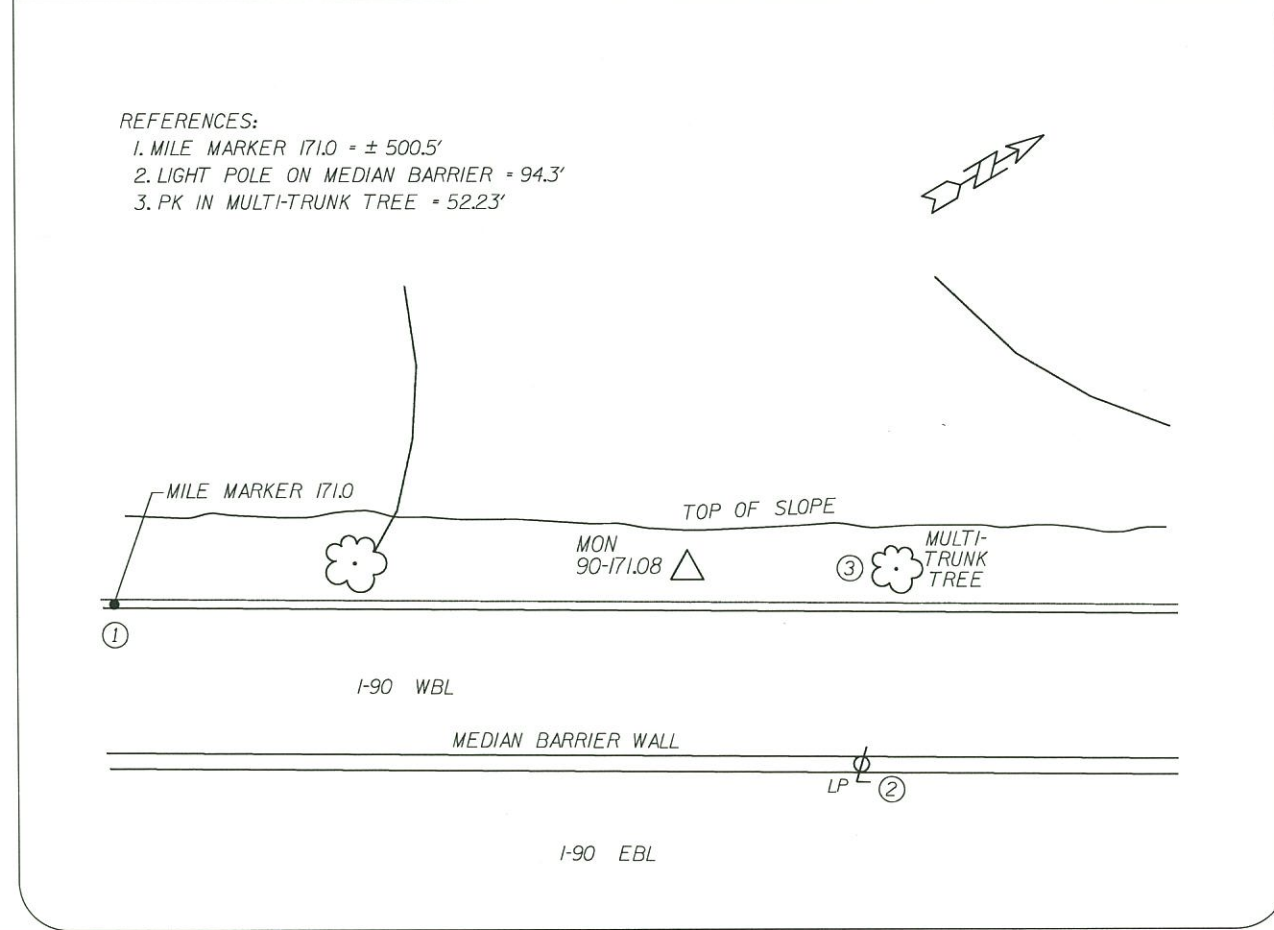 REFERENCES:
1. MILE MARKER 171.0 = ± 500.5'
2. LIGHT POLE ON MEDIAN BARRIER = 94.3'
3. PK IN MULTI-TRUNK TREE = 52.23'
N
MILE MARKER 171.0
TOP OF SLOPE
MON
90-171.08
3
MULTI-
TRUNK
TREE
1
I-90 WBL
MEDIAN BARRIER WALL
LP
2
I-90 EBL